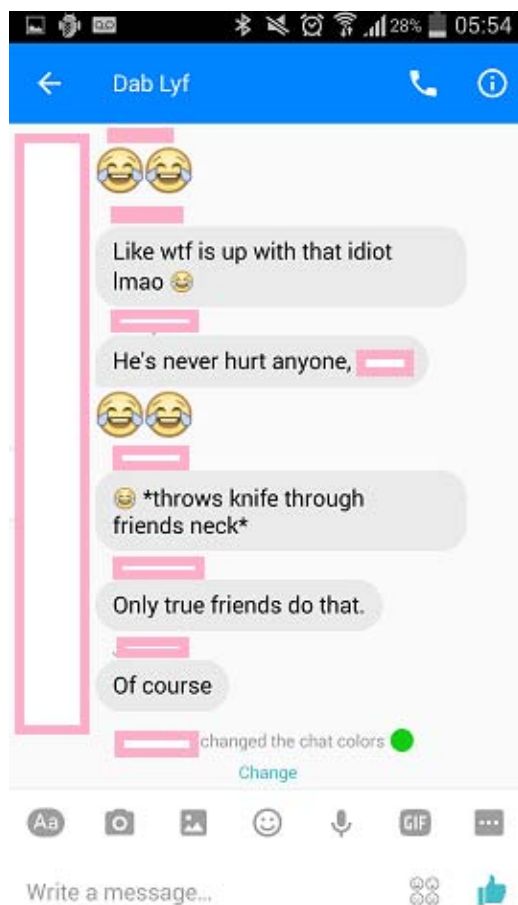 28% 05:54
Dab Lyf
😂😂
Like wtf is up with that idiot
lmao 😂
He's never hurt anyone,
😂😂
😂 *throws knife through
friends neck*
Only true friends do that.
Of course
changed the chat colors
Change
Aa GIF
Write a message...